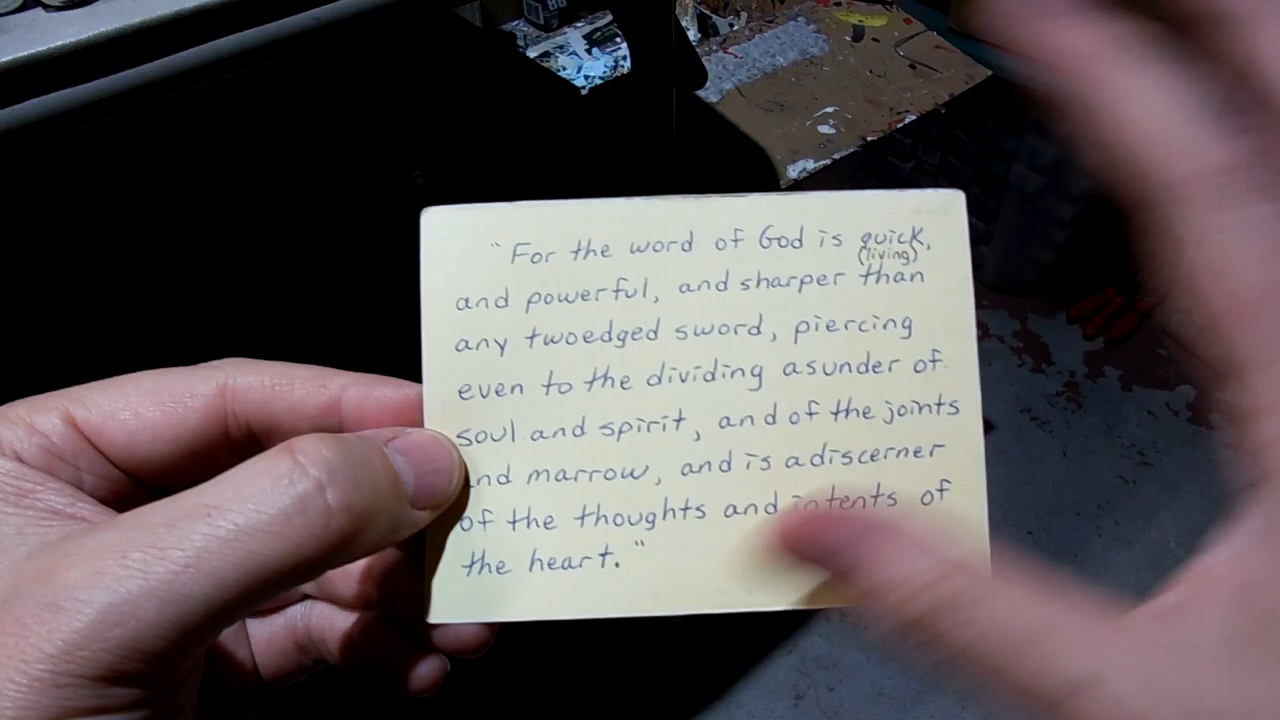 "For the word of God is quick,
(living)
and powerful, and sharper than
any twoedged sword, piercing
even to the dividing asunder of
soul and spirit, and of the joints
and marrow, and is a discerner
of the thoughts and intents of
the heart."